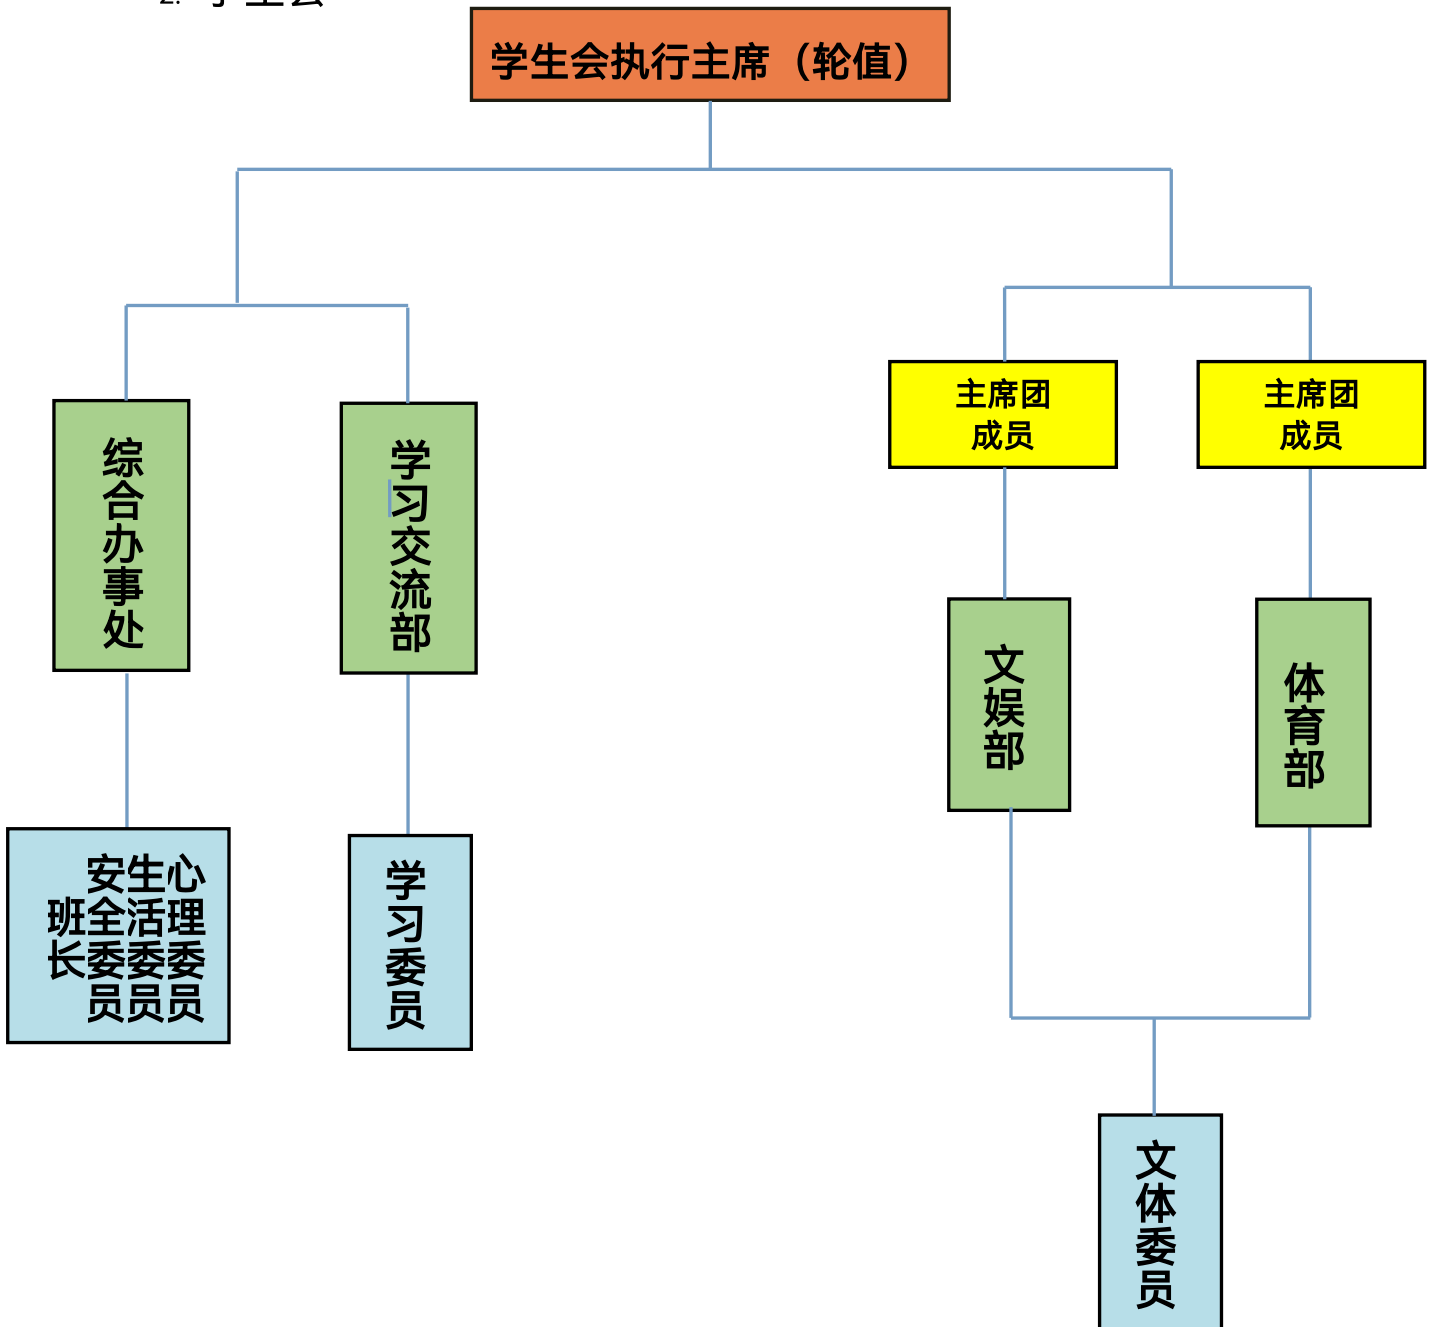 学生会执行主席（轮值）
主席团
成员
主席团
成员
综合办事处
学习交流部
文娱部
体育部
班长
安全委员
生活委员
心理委员
学习委员
文体委员